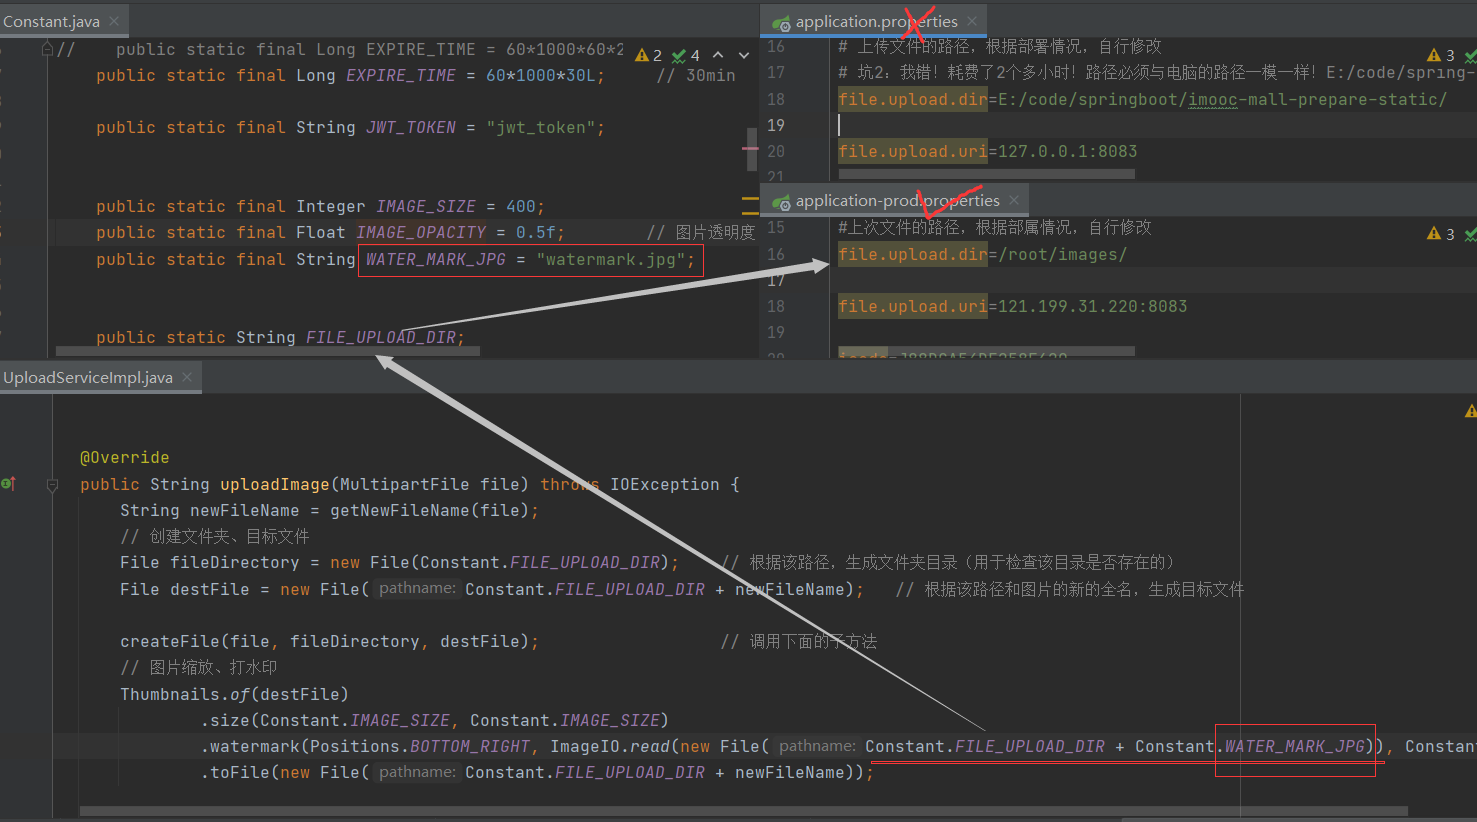 Constant.java
//    public static final Long EXPIRE_TIME = 60*1000*60*2
2 4
public static final Long EXPIRE_TIME = 60*1000*30L;     // 30min
public static final String JWT_TOKEN = "jwt_token";
public static final Integer IMAGE_SIZE = 400;
public static final Float IMAGE_OPACITY = 0.5f;        // 图片透明度
public static final String WATER_MARK_JPG = "watermark.jpg";
public static String FILE_UPLOAD_DIR;
application.properties
16 # 上传文件的路径，根据部署情况，自行修改
3
17 # 坑2：我错！耗费了2个多小时！路径必须与电脑的路径一模一样！E:/code/spring-
18 file.upload.dir=E:/code/springboot/imooc-mall-prepare-static/
19
20 file.upload.uri=127.0.0.1:8083
21
application-prod.properties
15 #上次文件的路径，根据部属情况，自行修改
3
16 file.upload.dir=/root/images/
17
18 file.upload.uri=121.199.31.220:8083
19
UploadServiceImpl.java
@Override
public String uploadImage(MultipartFile file) throws IOException {
String newFileName = getNewFileName(file);
// 创建文件夹、目标文件
File fileDirectory = new File(Constant.FILE_UPLOAD_DIR);    // 根据该路径，生成文件夹目录（用于检查该目录是否存在的）
File destFile = new File( pathname: Constant.FILE_UPLOAD_DIR + newFileName);   // 根据该路径和图片的新的全名，生成目标文件
createFile(file, fileDirectory, destFile);                  // 调用下面的子方法
// 图片缩放、打水印
Thumbnails.of(destFile)
.size(Constant.IMAGE_SIZE, Constant.IMAGE_SIZE)
.watermark(Positions.BOTTOM_RIGHT, ImageIO.read(new File( pathname: Constant.FILE_UPLOAD_DIR + Constant.WATER_MARK_JPG)), Constan
.toFile(new File( pathname: Constant.FILE_UPLOAD_DIR + newFileName));